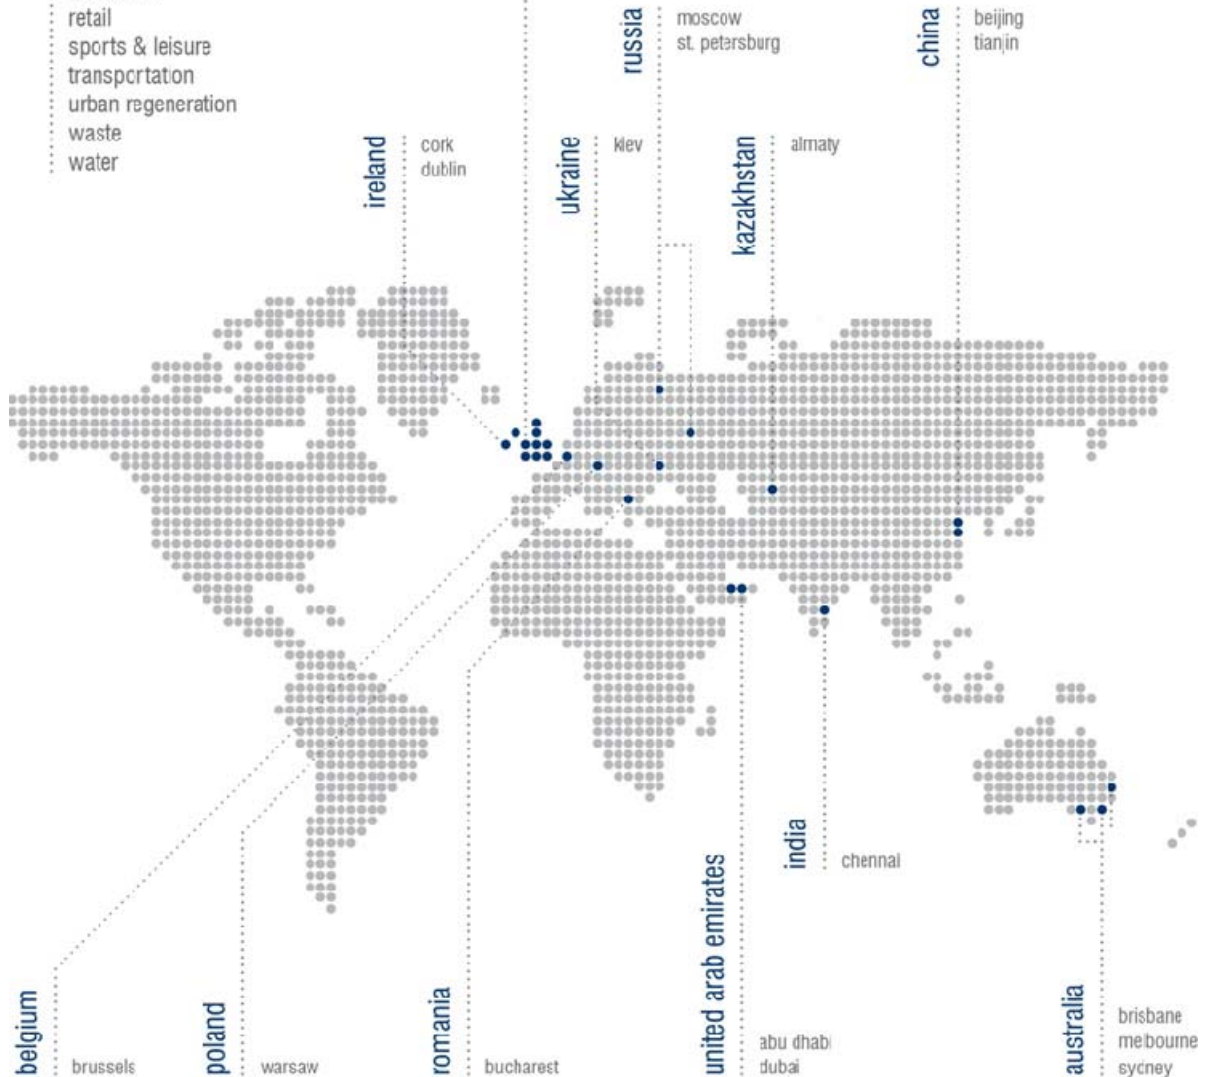 retail
sports & leisure
transportation
urban regeneration
waste
water
russia
moscow
st. petersburg
china
beijing
tianjin
ireland
cork
dublin
ukraine
kiev
kazakhstan
almaty
india
chennai
belgium
brussels
poland
warsaw
romania
bucharest
united arab emirates
abu dhabi
dubai
australia
brisbane
melbourne
sydney